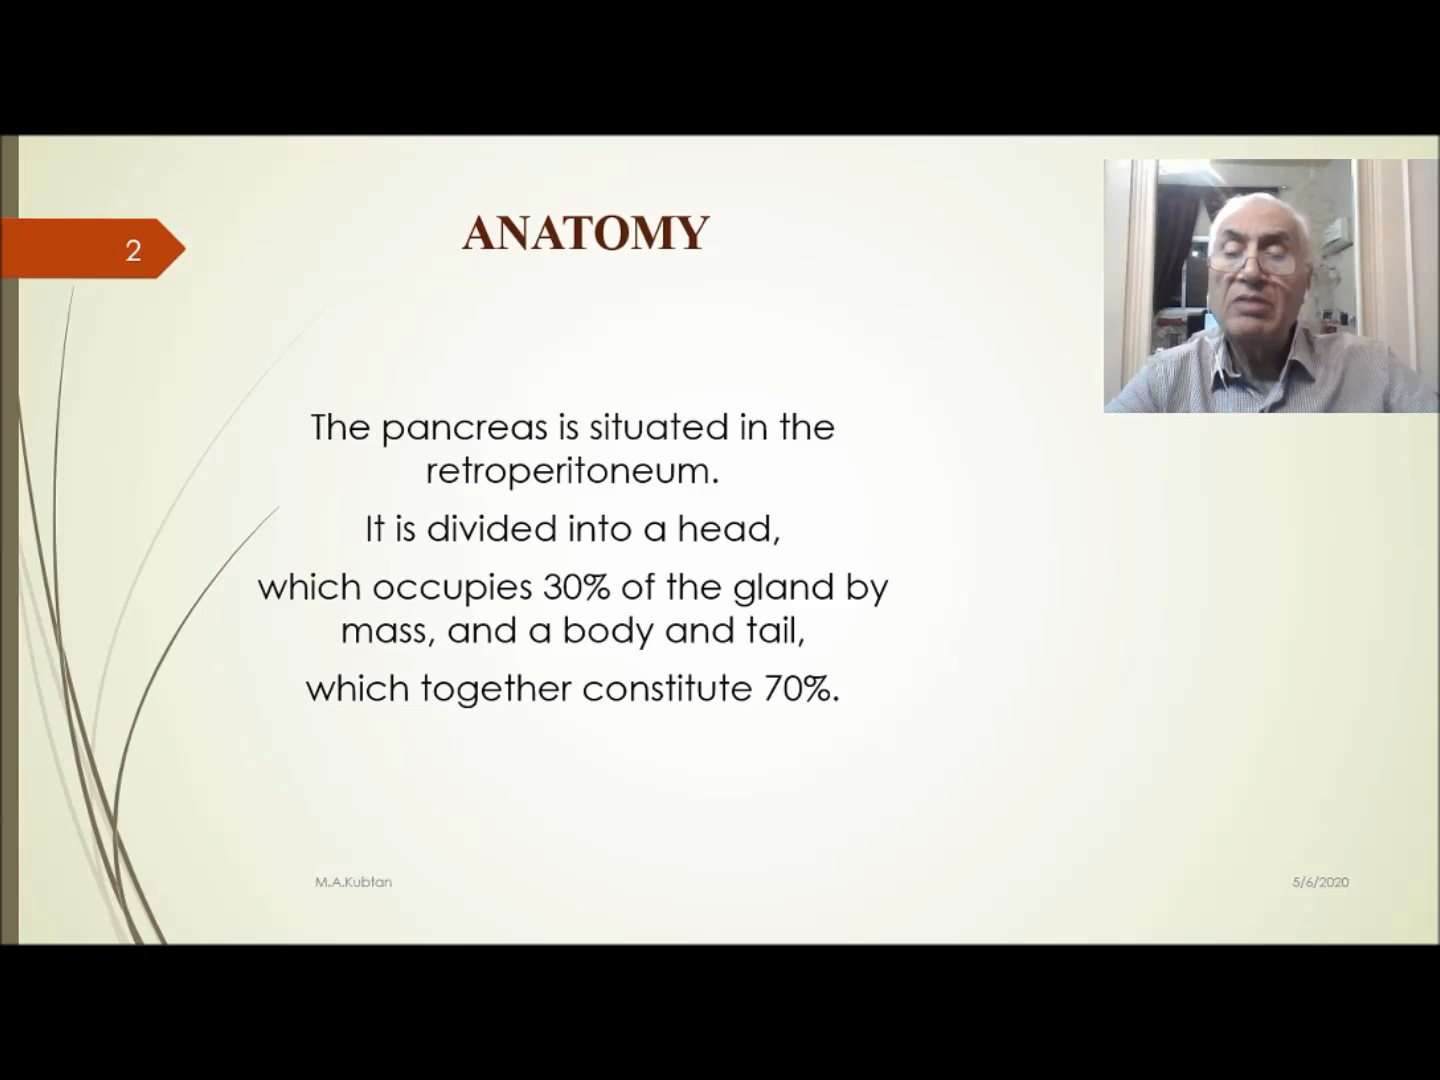 2
ANATOMY
The pancreas is situated in the
retroperitoneum.
It is divided into a head,
which occupies 30% of the gland by
mass, and a body and tail,
which together constitute 70%.
M.A.Kubtan
5/6/2020